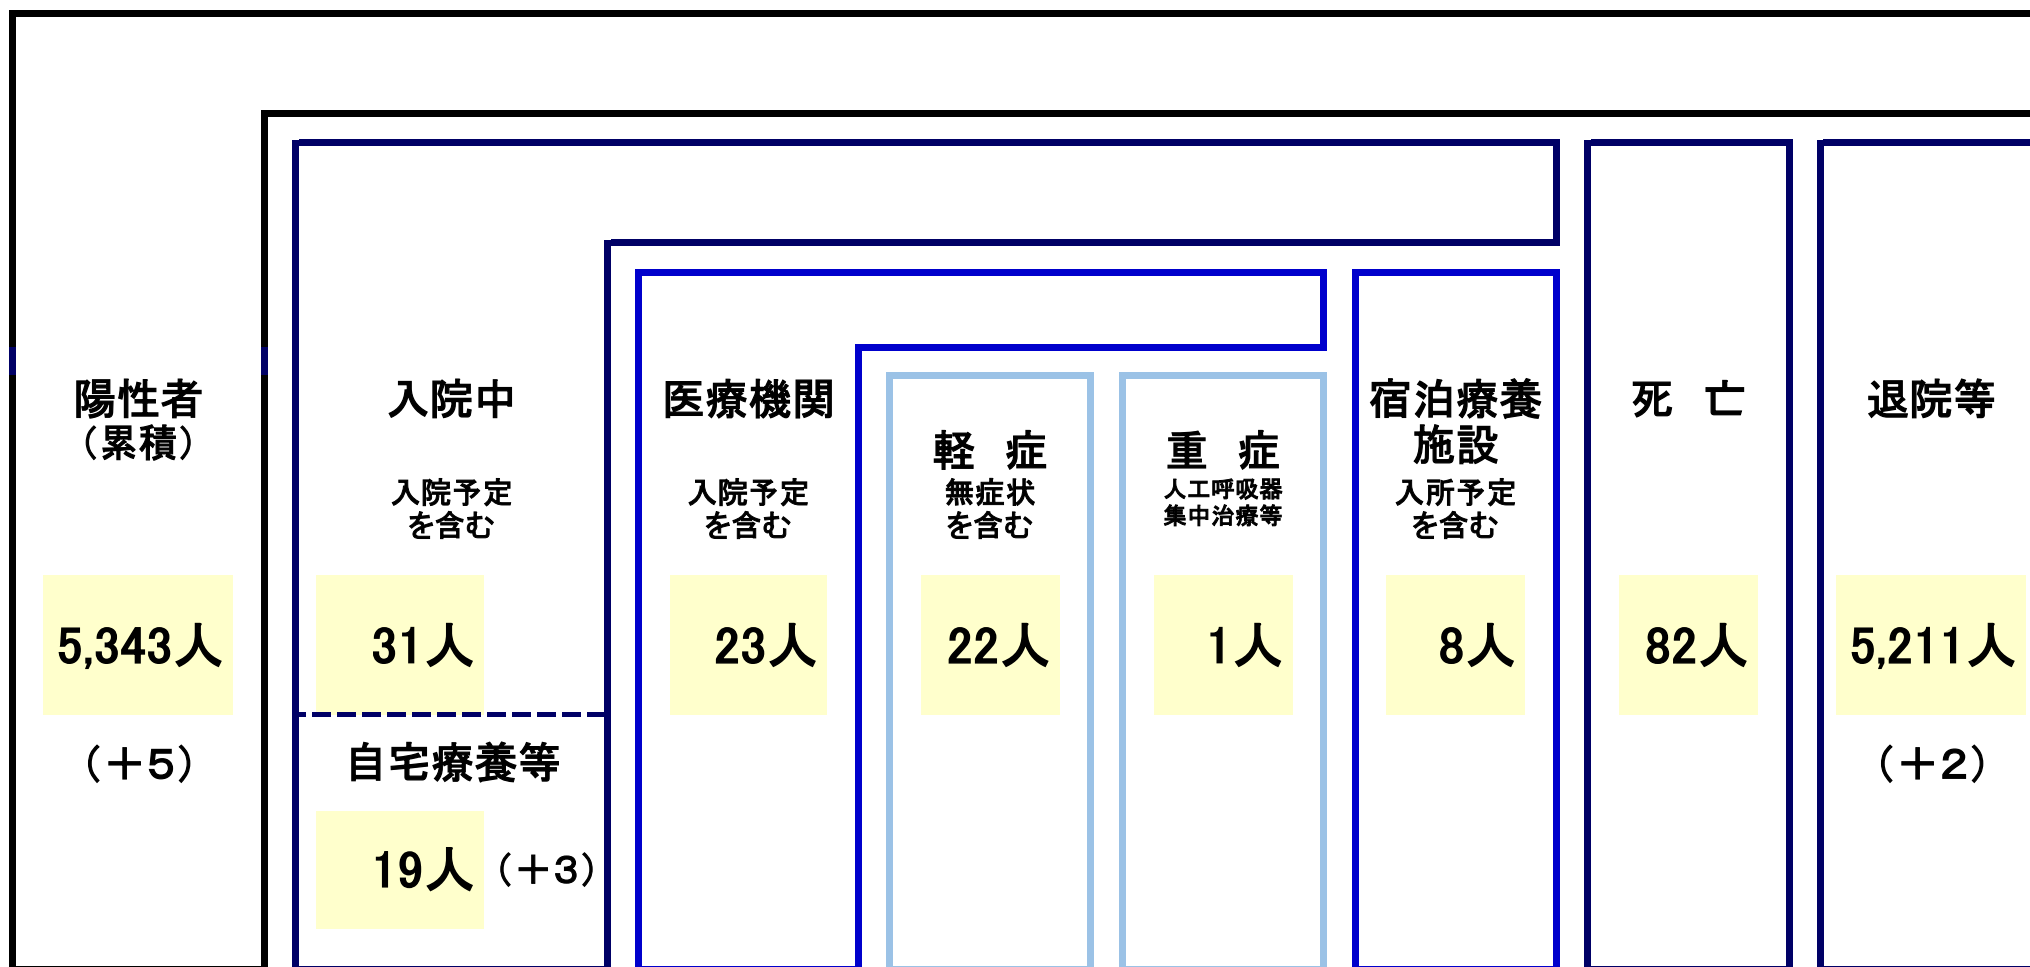 陽性者
（累積）
5,343人
（＋5）
入院中
入院予定
を含む
31人
自宅療養等
19人 （＋3）
医療機関
入院予定
を含む
23人
軽　症
無症状
を含む
22人
重　症
人工呼吸器
集中治療等
1人
宿泊療養
施設
入所予定
を含む
8人
死　亡
82人
退院等
5,211人
（＋2）